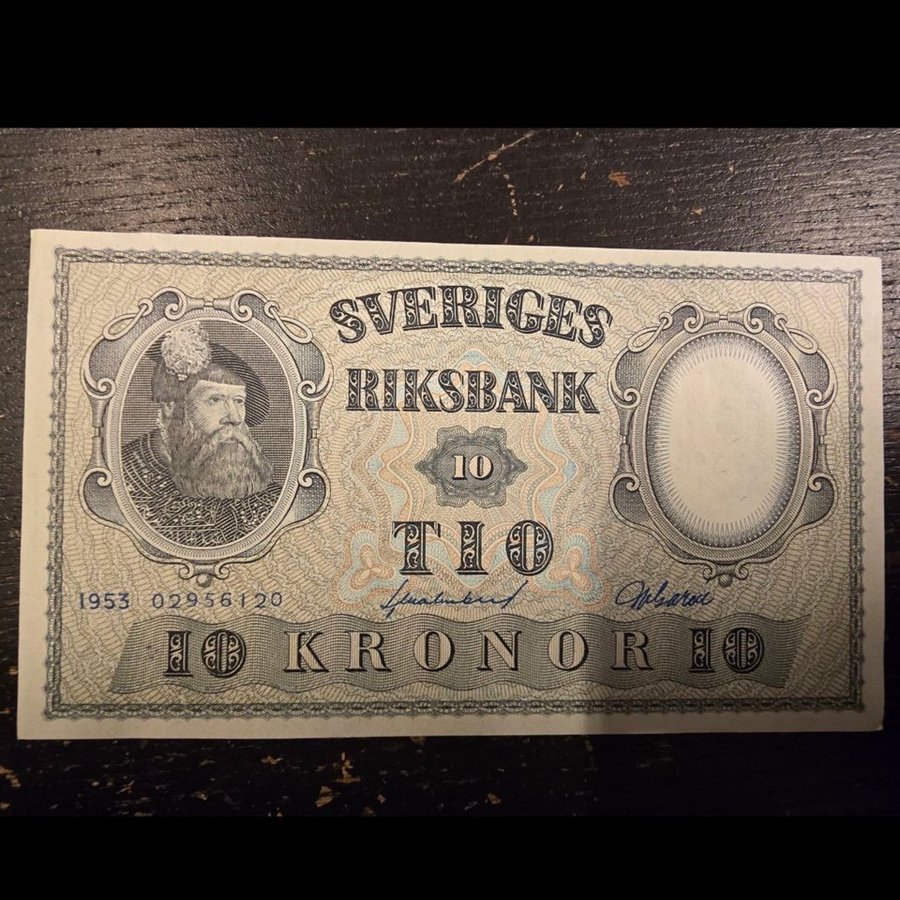 SVERIGES
RIKSBANK
10
TIO
1953 02956120
10 KRONOR 10